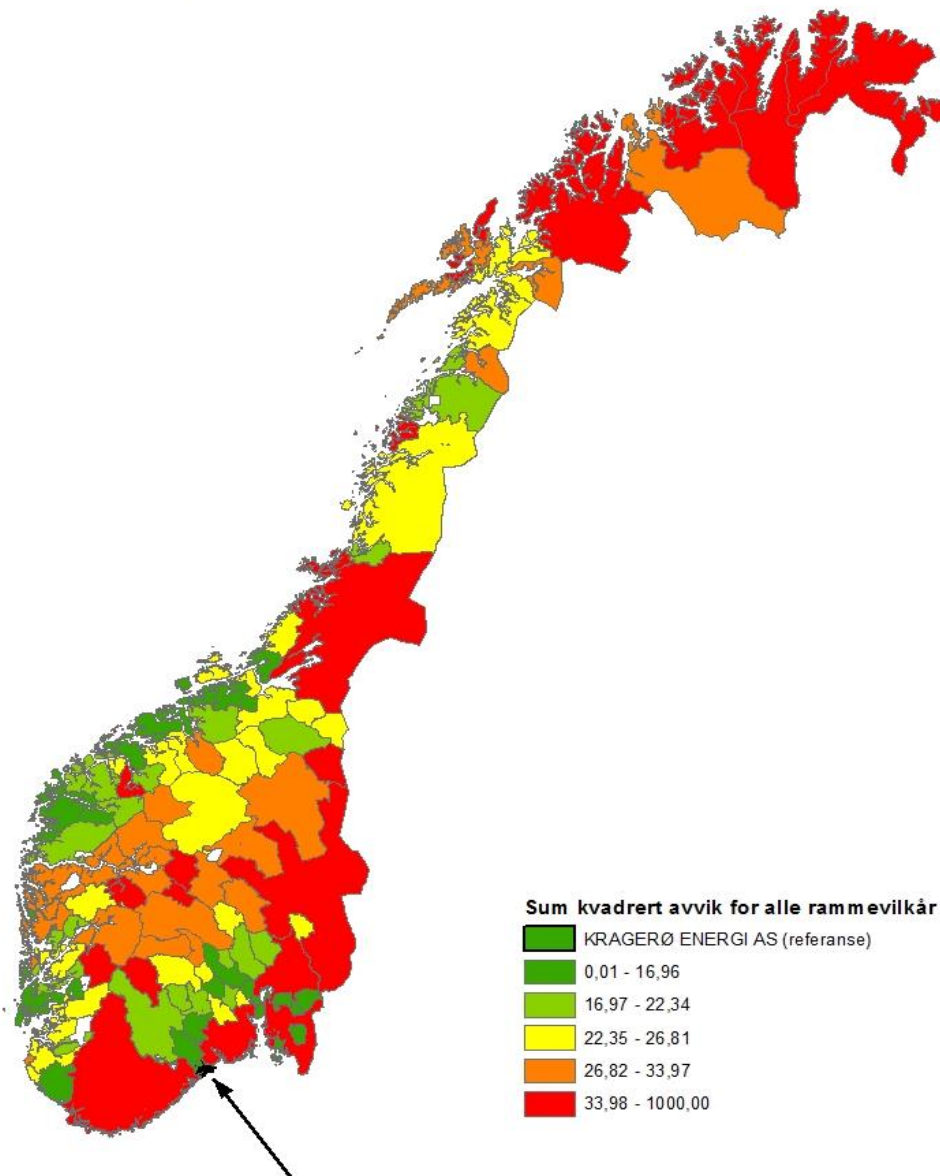 Sum kvadrert avvik for alle rammevilkår
KRAGERØ ENERGI AS (referanse)
0,01 - 16,96
16,97 - 22,34
22,35 - 26,81
26,82 - 33,97
33,98 - 1000,00